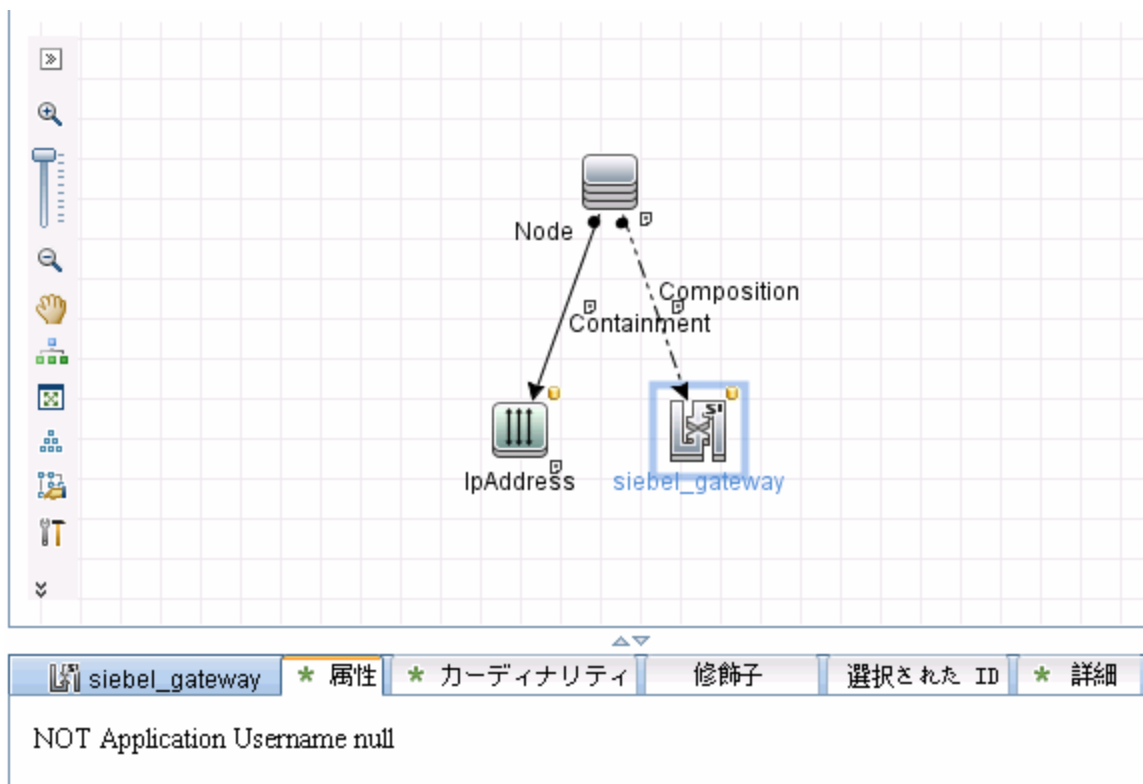 Node
Composition
Containment
IpAddress
siebel_gateway
siebel_gateway
属性
カーディナリティ
修飾子
選択された ID
詳細
NOT Application Username null